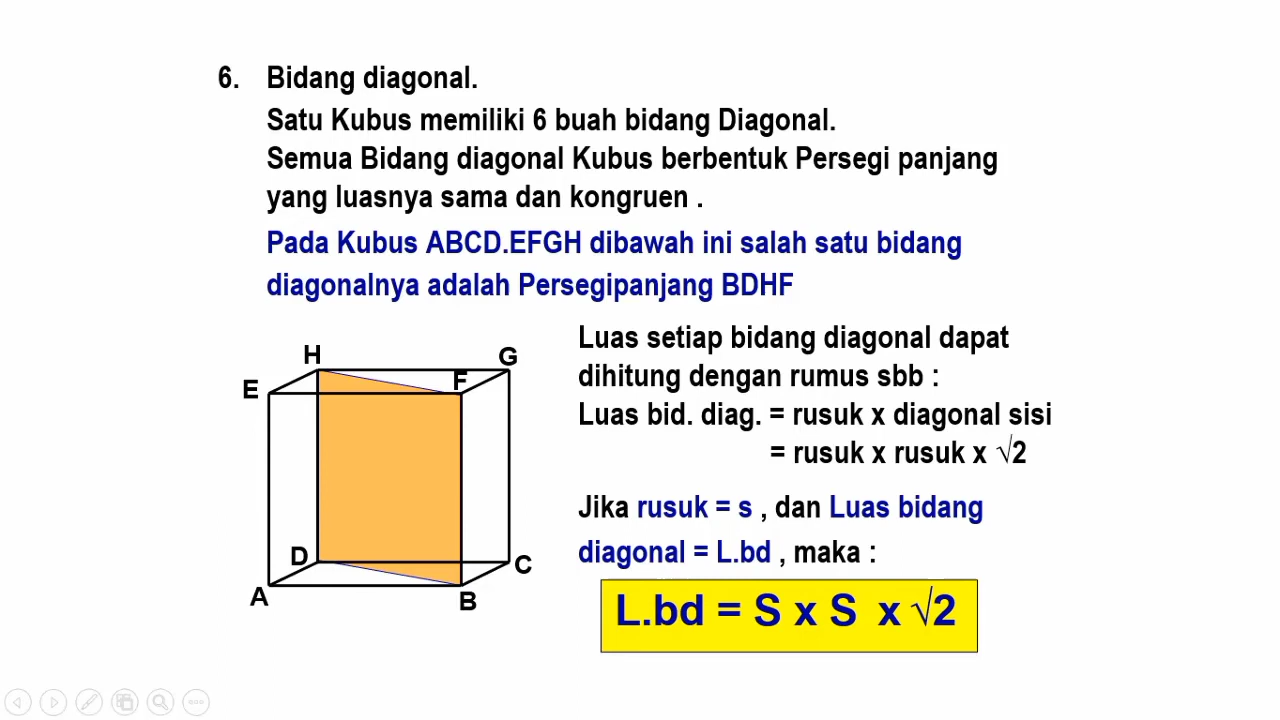 6. Bidang diagonal.
Satu Kubus memiliki 6 buah bidang Diagonal.
Semua Bidang diagonal Kubus berbentuk Persegi panjang
yang luasnya sama dan kongruen .
Pada Kubus ABCD.EFGH dibawah ini salah satu bidang
diagonalnya adalah Persegipanjang BDHF
H
G
E
F
D
C
A
B
Luas setiap bidang diagonal dapat
dihitung dengan rumus sbb :
Luas bid. diag. = rusuk x diagonal sisi
= rusuk x rusuk x √2
Jika rusuk = s , dan Luas bidang
diagonal = L.bd , maka :
L.bd = S x S x √2